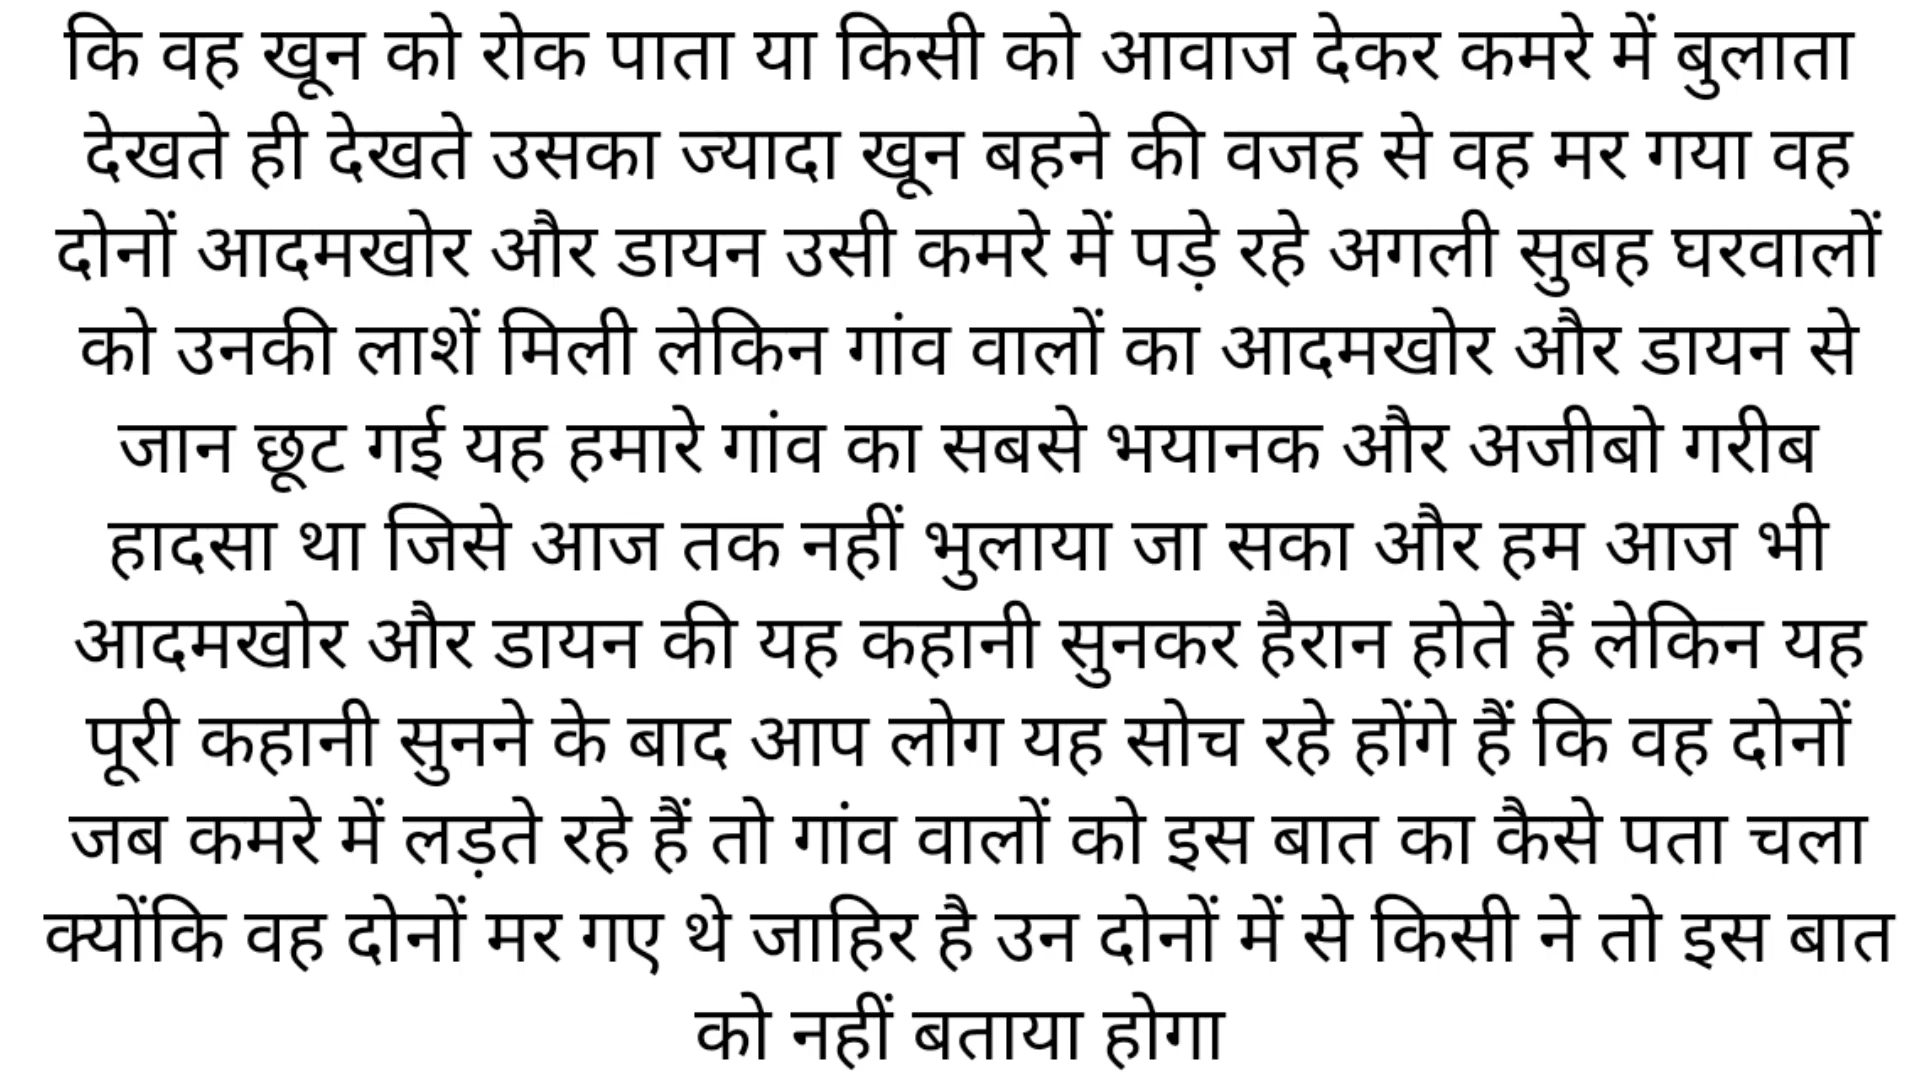 कि वह खून को रोक पाता या किसी को आवाज देकर कमरे में बुलाता
देखते ही देखते उसका ज्यादा खून बहने की वजह से वह मर गया वह
दोनों आदमखोर और डायन उसी कमरे में पड़े रहे अगली सुबह घरवालों
को उनकी लाशें मिली लेकिन गांव वालों का आदमखोर और डायन से
जान छूट गई यह हमारे गांव का सबसे भयानक और अजीबो गरीब
हादसा था जिसे आज तक नहीं भुलाया जा सका और हम आज भी
आदमखोर और डायन की यह कहानी सुनकर हैरान होते हैं लेकिन यह
पूरी कहानी सुनने के बाद आप लोग यह सोच रहे होंगे हैं कि वह दोनों
जब कमरे में लड़ते रहे हैं तो गांव वालों को इस बात का कैसे पता चला
क्योंकि वह दोनों मर गए थे जाहिर है उन दोनों में से किसी ने तो इस बात
को नहीं बताया होगा